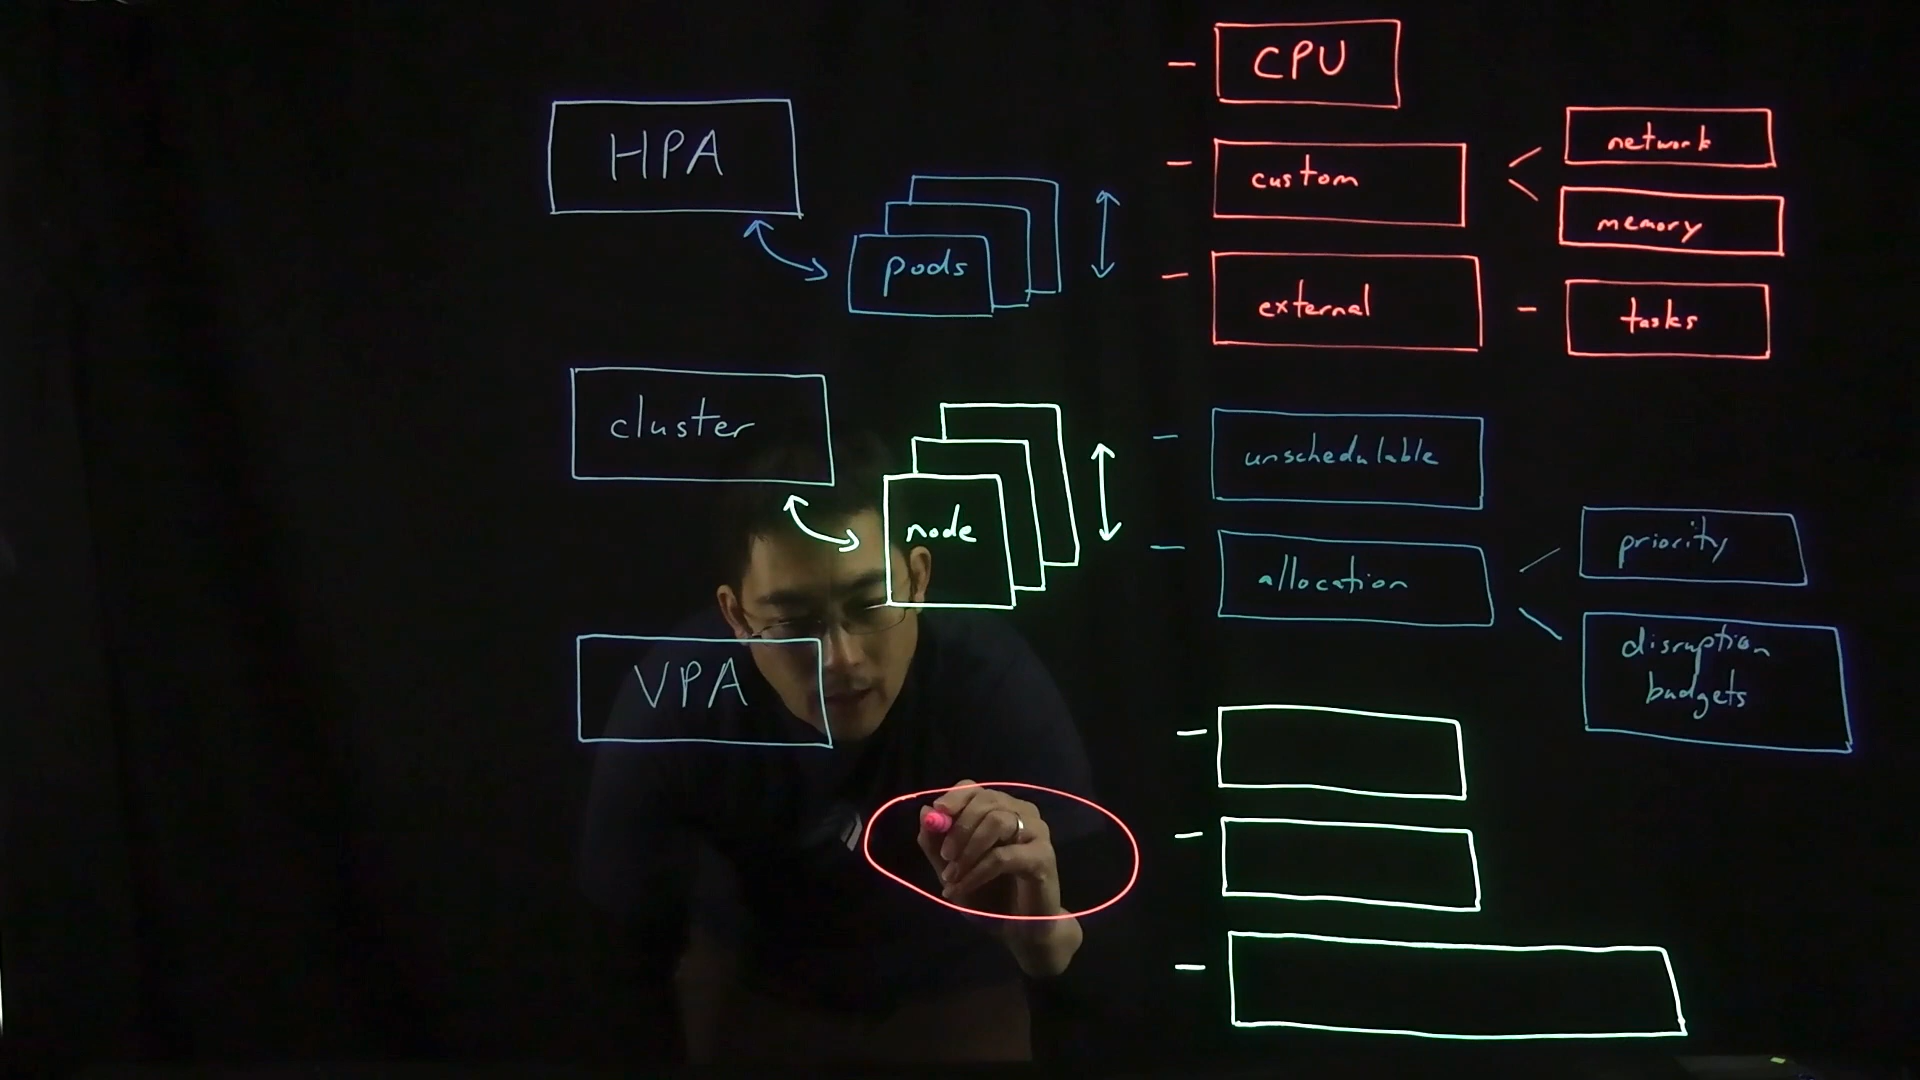 CPU
HPA
network
custom
memory
pods
external
tasks
cluster
unschedulable
node
priority
allocation
disruption
budgets
VPA